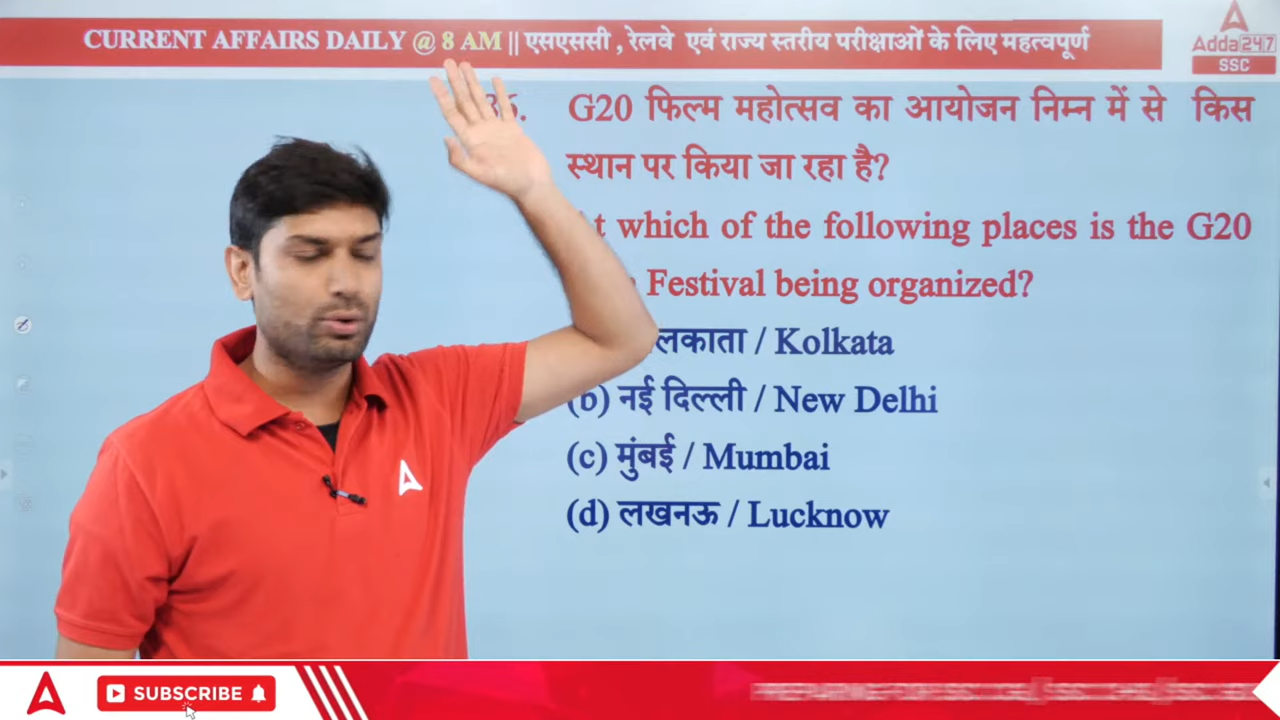 CURRENT AFFAIRS DAILY @ 8 AM || एसएससी , रेलवे एवं राज्य स्तरीय परीक्षाओं के लिए महत्वपूर्ण
Adda 247
SSC
G20 फिल्म महोत्सव का आयोजन निम्न में से किस
स्थान पर किया जा रहा है?
which of the following places is the G20
Festival being organized?
/ Kolkata
(b) नई दिल्ली / New Delhi
(c) मुंबई / Mumbai
(d) लखनऊ / Lucknow
SUBSCRIBE